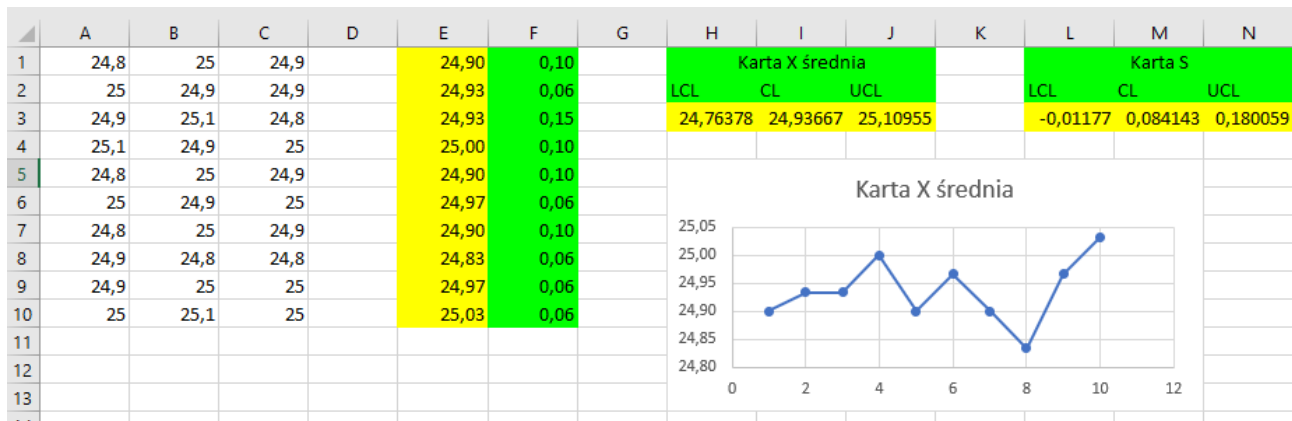 A B C D E F G H I J K L M N
1 24,8 25 24,9 24,90 0,10 Karta X średnia Karta S
2 25 24,9 24,9 24,93 0,06 LCL CL UCL LCL CL UCL
3 24,9 25,1 24,8 24,93 0,15 24,76378 24,93667 25,10955 -0,01177 0,084143 0,180059
4 25,1 24,9 25 25,00 0,10
5 24,8 25 24,9 24,90 0,10
6 25 24,9 25 24,97 0,06
7 24,8 25 24,9 24,90 0,10
8 24,9 24,8 24,8 24,83 0,06
9 24,9 25 25 24,97 0,06
10 25 25,1 25 25,03 0,06
11
12
13
Karta X średnia
25,05
25,00
24,95
24,90
24,85
24,80
0 2 4 6 8 10 12